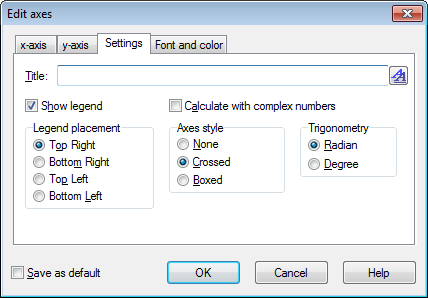 Edit axes
x-axis y-axis Settings Font and color
Title:
Show legend Calculate with complex numbers
Legend placement Axes style Trigonometry
Top Right None Radian
Bottom Right Crossed Degree
Top Left Boxed
Bottom Left
Save as default OK Cancel Help